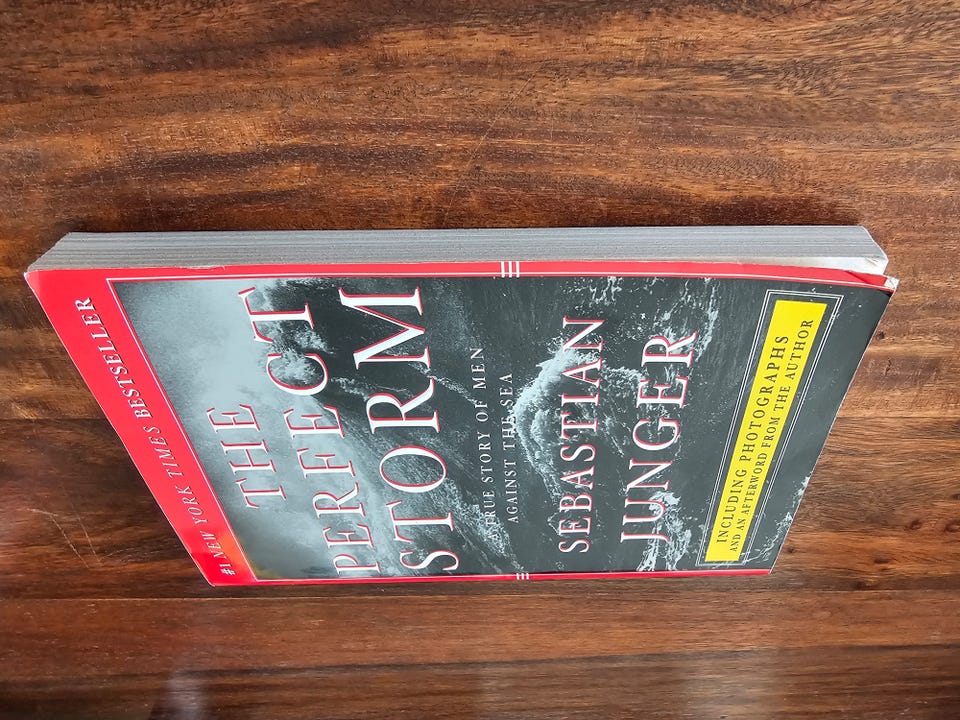 #1 NEW YORK TIMES BESTSELLER
THE
PERFECT
STORM
A TRUE STORY OF MEN
AGAINST THE SEA
SEBASTIAN
JUNGER
INCLUDING PHOTOGRAPHS
AND AN AFTERWORD FROM THE AUTHOR